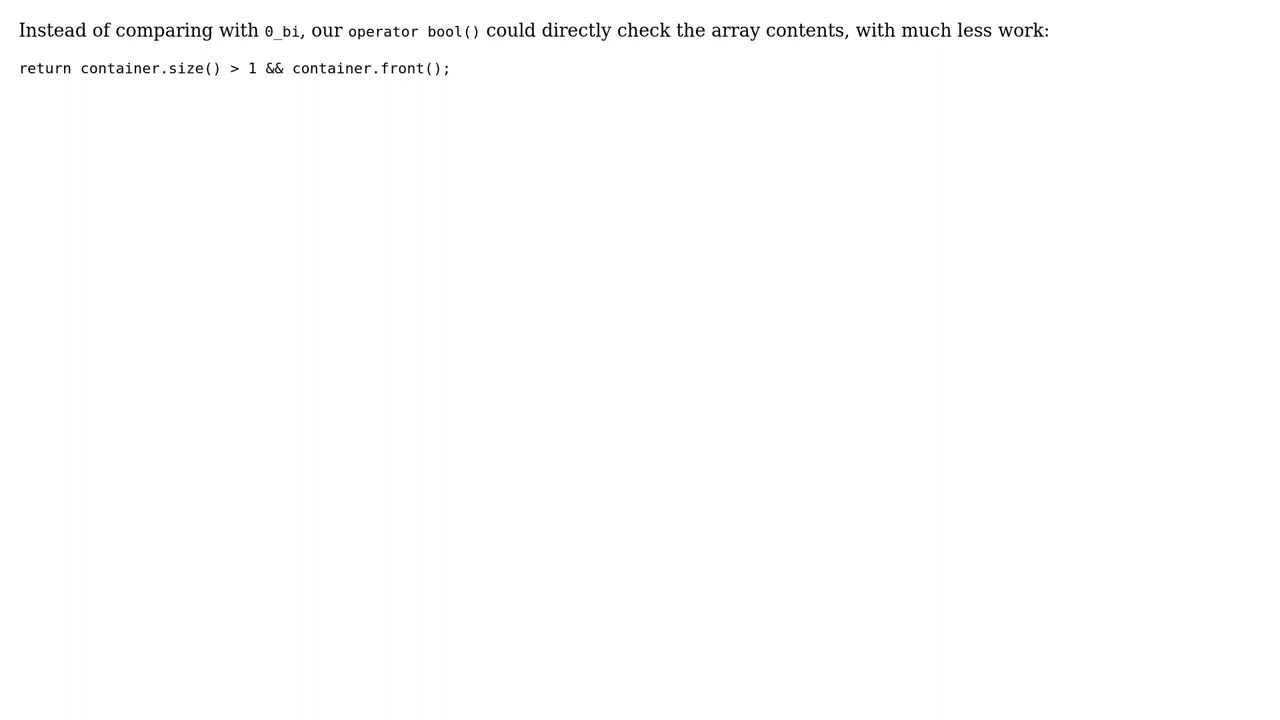 Instead of comparing with 0_bi, our operator bool() could directly check the array contents, with much less work:
return container.size() > 1 && container.front();